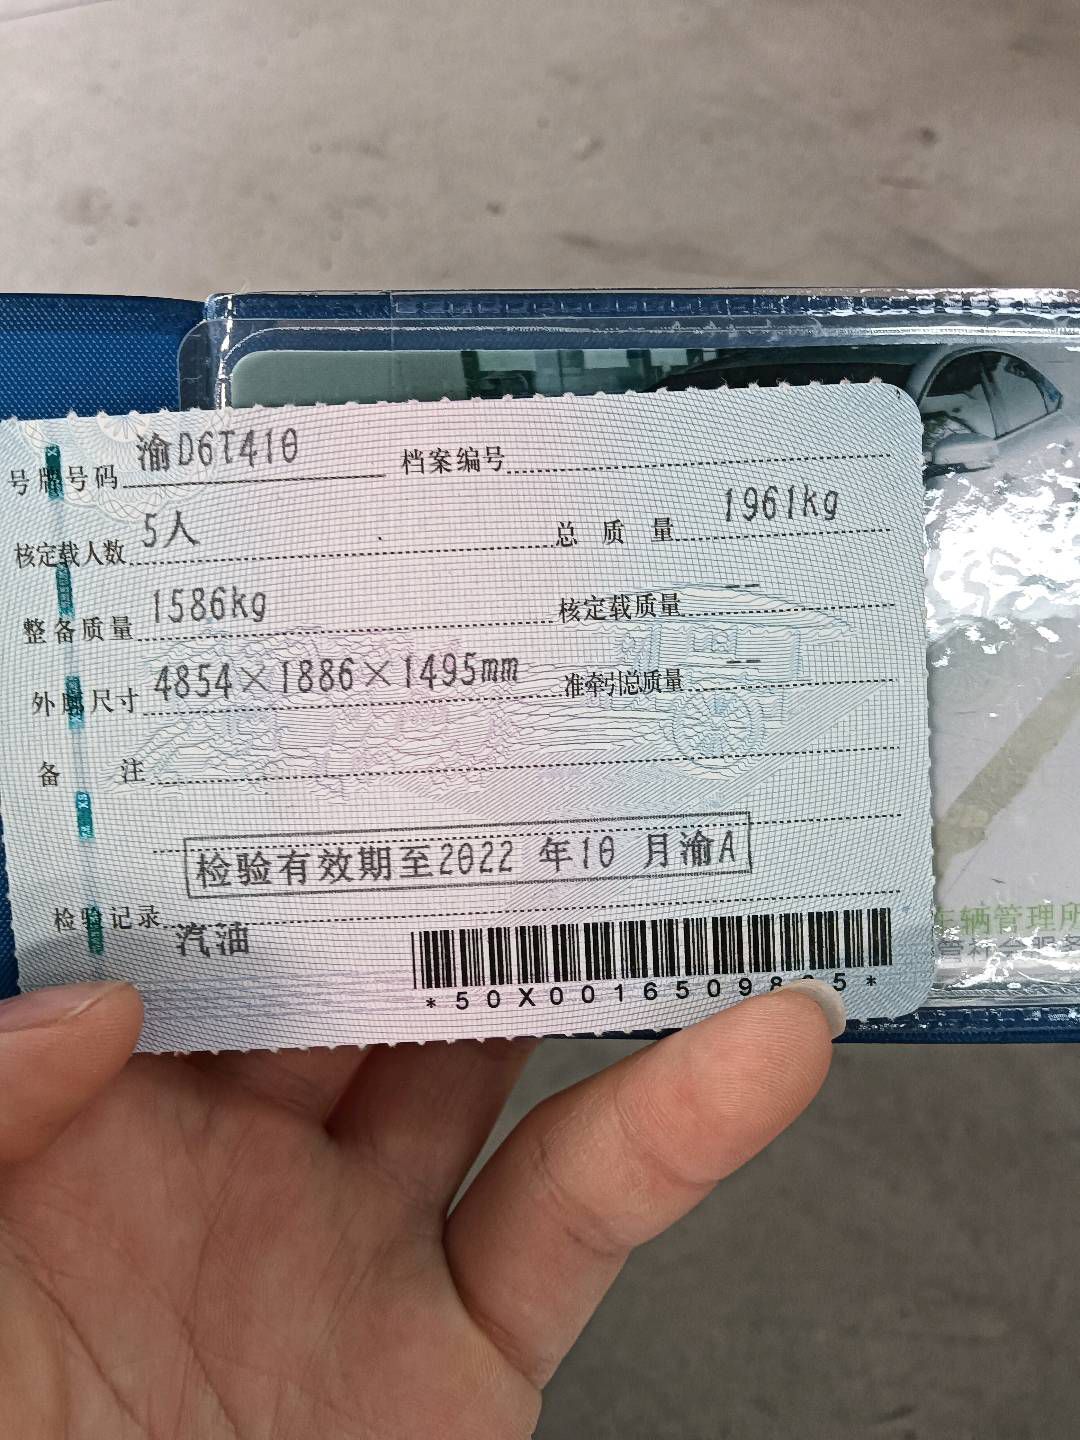 号牌号码 渝D6T410 档案编号
核定载人数 5人 总质量 1961kg
整备质量 1586kg 核定载质量 --
外廓尺寸 4854×1886×1495mm 准牵引总质量 --
备注
检验有效期至2022年10月渝A
检验记录
汽油
*50X00165098 5*
车辆管理所